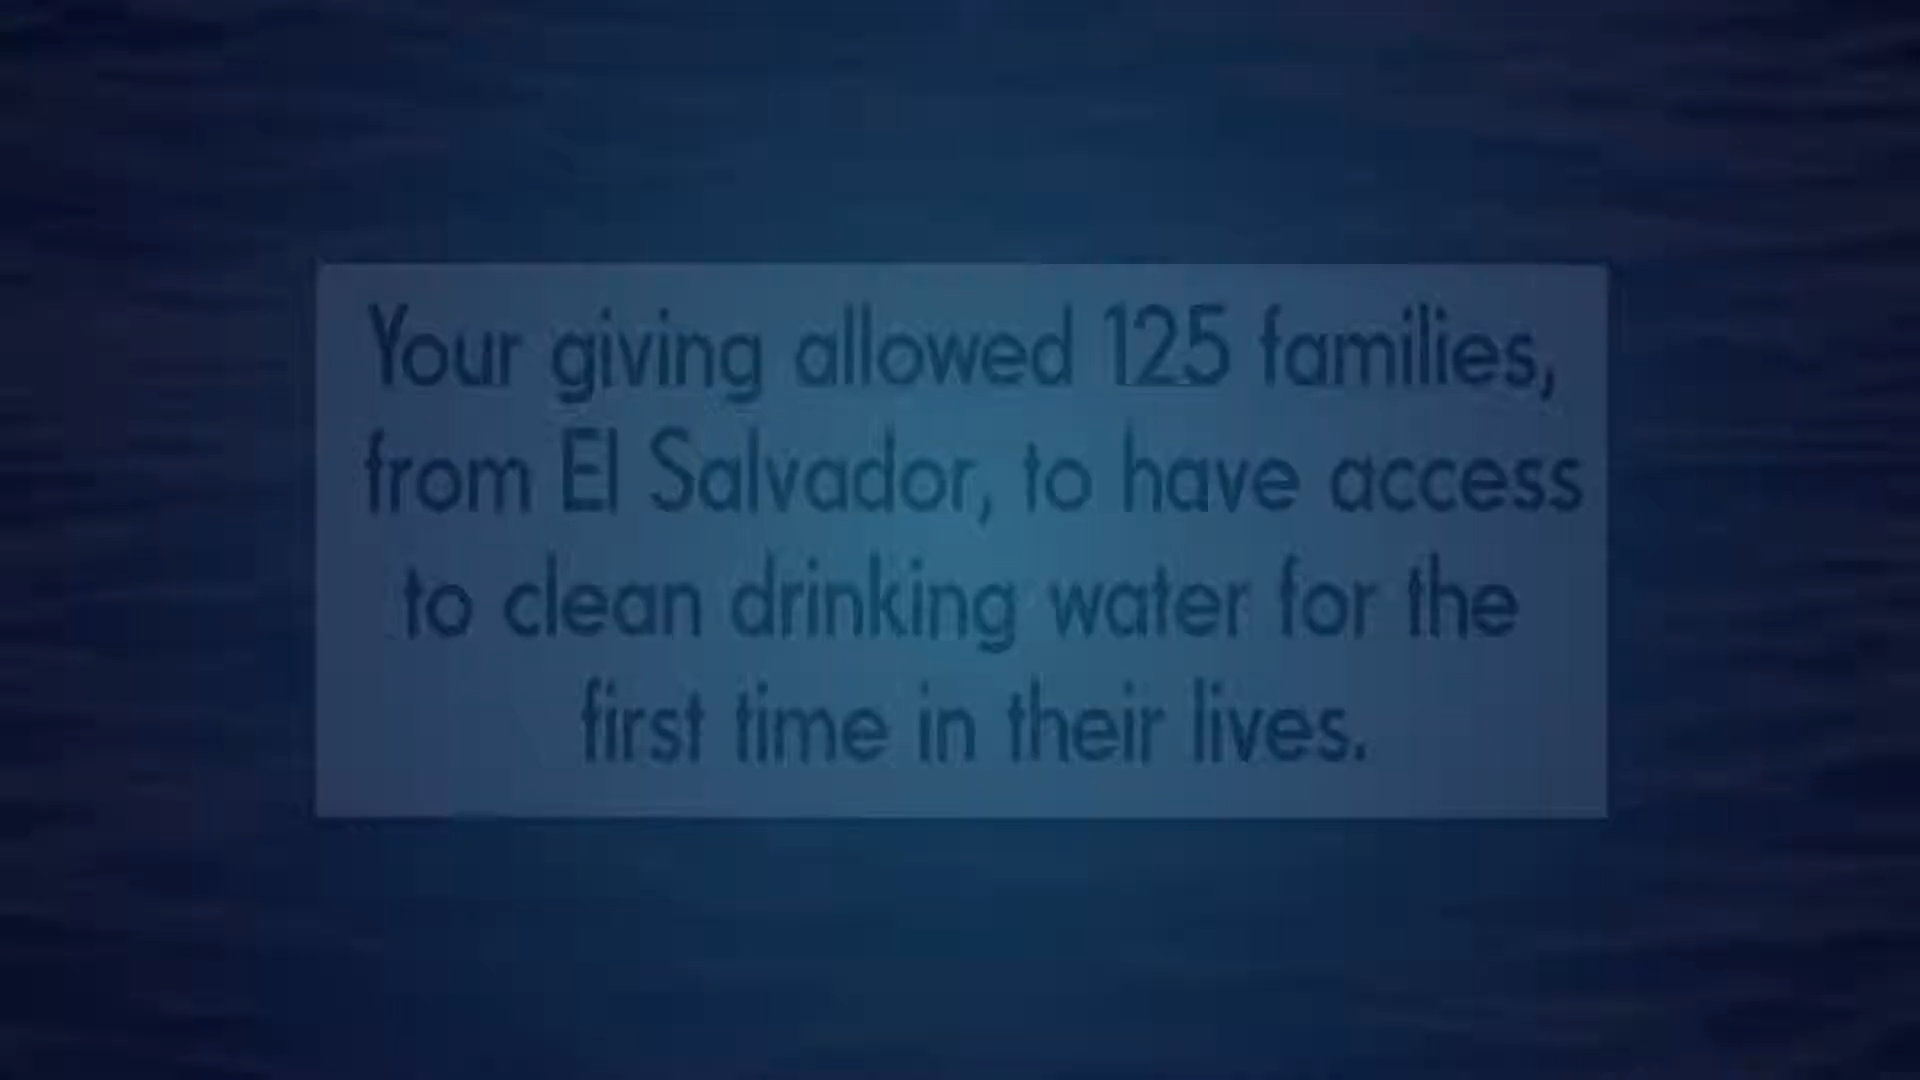 Your giving allowed 125 families,
from El Salvador, to have access
to clean drinking water for the
first time in their lives.